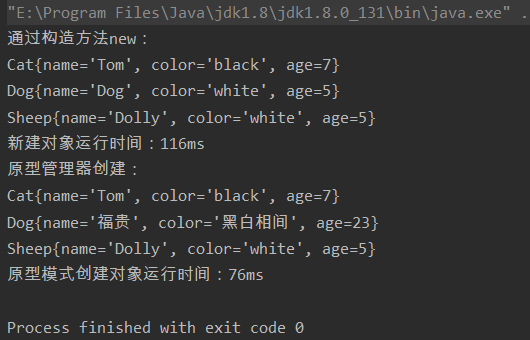 "E:\Program Files\Java\jdk1.8\jdk1.8.0_131\bin\java.exe" .
通过构造方法new：
Cat{name='Tom', color='black', age=7}
Dog{name='Dog', color='white', age=5}
Sheep{name='Dolly', color='white', age=5}
新建对象运行时间：116ms
原型管理器创建：
Cat{name='Tom', color='black', age=7}
Dog{name='福贵', color='黑白相间', age=23}
Sheep{name='Dolly', color='white', age=5}
原型模式创建对象运行时间：76ms
Process finished with exit code 0